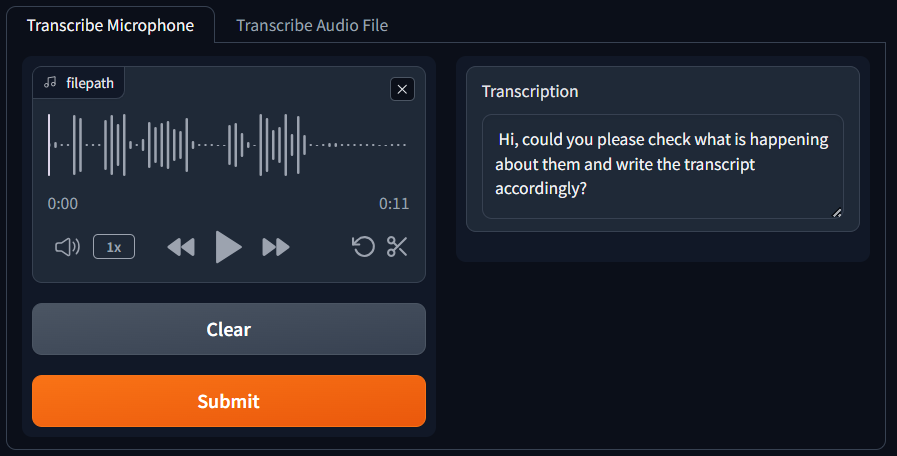 Transcribe Microphone
Transcribe Audio File
filepath
0:00
0:11
1x
Clear
Submit
Transcription
Hi, could you please check what is happening
about them and write the transcript
accordingly?